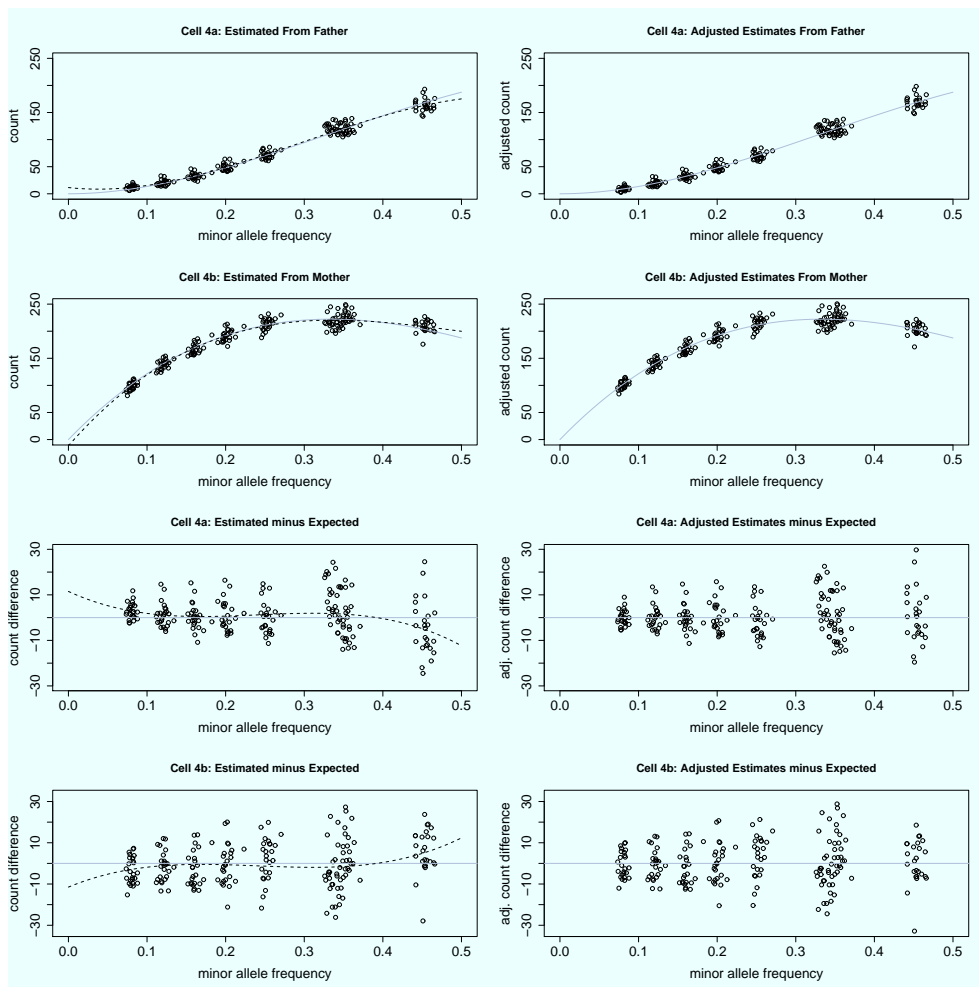 Cell 4a: Estimated From Father
count
250
150
50
0
0.0 0.1 0.2 0.3 0.4 0.5
minor allele frequency
Cell 4a: Adjusted Estimates From Father
adjusted count
250
150
50
0
0.0 0.1 0.2 0.3 0.4 0.5
minor allele frequency
Cell 4b: Estimated From Mother
count
250
150
50
0
0.0 0.1 0.2 0.3 0.4 0.5
minor allele frequency
Cell 4b: Adjusted Estimates From Mother
adjusted count
250
150
50
0
0.0 0.1 0.2 0.3 0.4 0.5
minor allele frequency
Cell 4a: Estimated minus Expected
count difference
30
10
−10
−30
0.0 0.1 0.2 0.3 0.4 0.5
minor allele frequency
Cell 4a: Adjusted Estimates minus Expected
adj. count difference
30
10
−10
−30
0.0 0.1 0.2 0.3 0.4 0.5
minor allele frequency
Cell 4b: Estimated minus Expected
count difference
30
10
−10
−30
0.0 0.1 0.2 0.3 0.4 0.5
minor allele frequency
Cell 4b: Adjusted Estimates minus Expected
adj. count difference
30
10
−10
−30
0.0 0.1 0.2 0.3 0.4 0.5
minor allele frequency